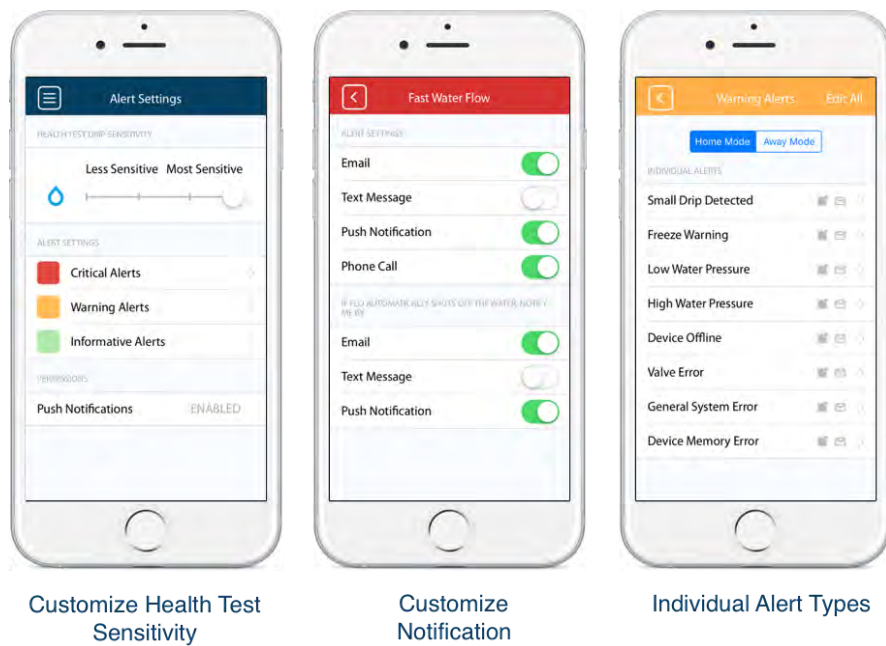 Alert Settings
HEALTH TEST DRIP SENSITIVITY
Less Sensitive Most Sensitive
ALERT SETTINGS
Critical Alerts
Warning Alerts
Informative Alerts
PERMISSIONS
Push Notifications ENABLED
Customize Health Test
Sensitivity
Fast Water Flow
ALERT SETTINGS
Email
Text Message
Push Notification
Phone Call
IF FLO AUTOMATICALLY SHUTS OFF THE WATER, NOTIFY
ME BY
Email
Text Message
Push Notification
Customize
Notification
Warning Alerts Edit All
Home Mode Away Mode
INDIVIDUAL ALERTS
Small Drip Detected
Freeze Warning
Low Water Pressure
High Water Pressure
Device Offline
Valve Error
General System Error
Device Memory Error
Individual Alert Types